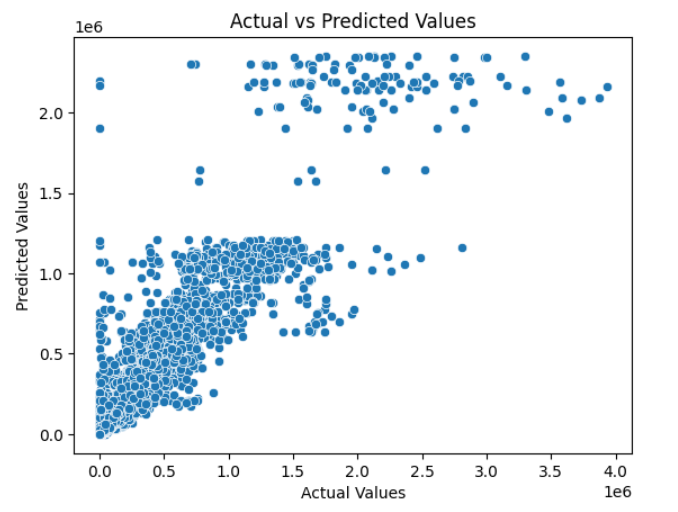 Actual vs Predicted Values
1e6
2.0
1.5
1.0
0.5
0.0
Predicted Values
0.0 0.5 1.0 1.5 2.0 2.5 3.0 3.5 4.0
Actual Values
1e6